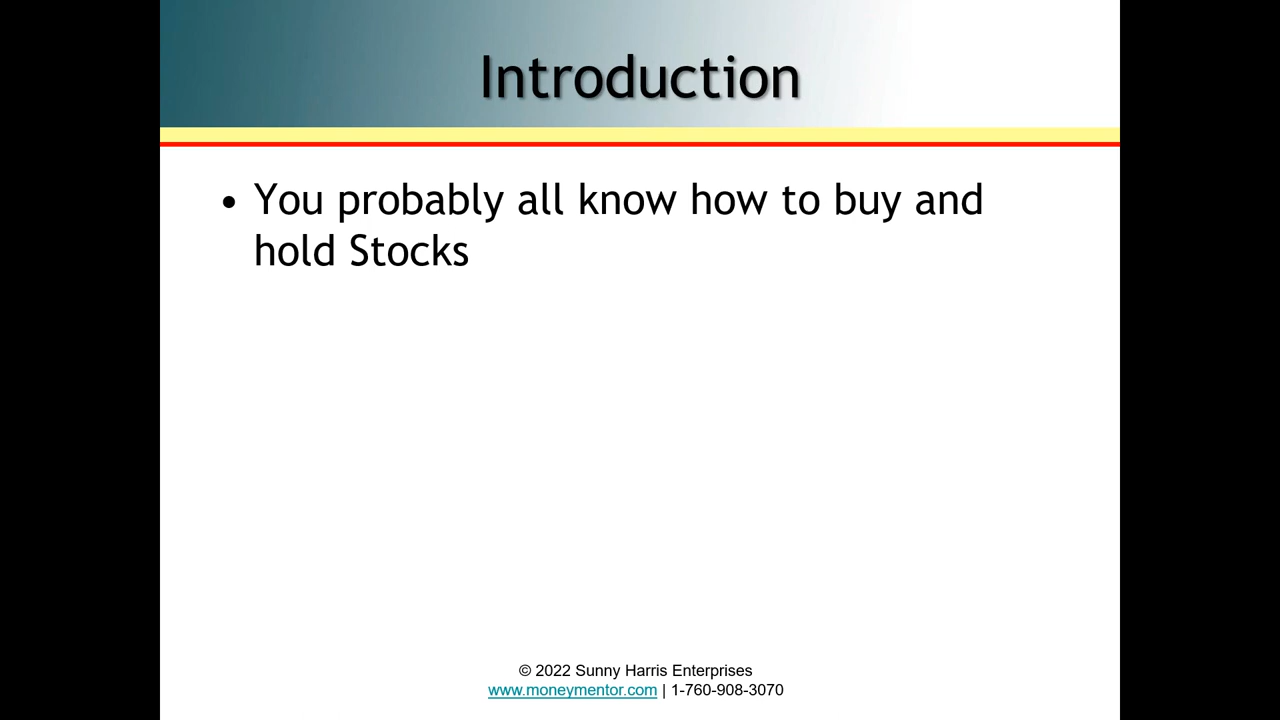 Introduction
• You probably all know how to buy and
hold Stocks
© 2022 Sunny Harris Enterprises
www.moneymentor.com | 1-760-908-3070